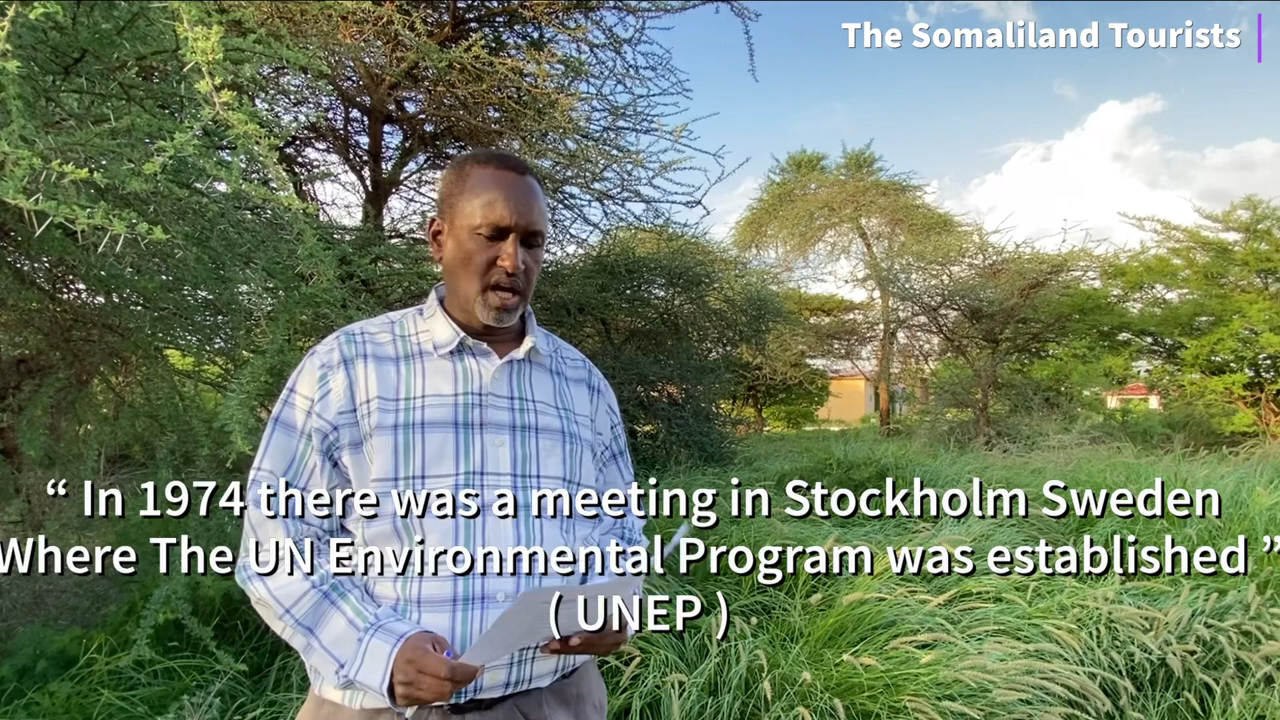 The Somaliland Tourists
“ In 1974 there was a meeting in Stockholm Sweden
Where The UN Environmental Program was established ”
( UNEP )